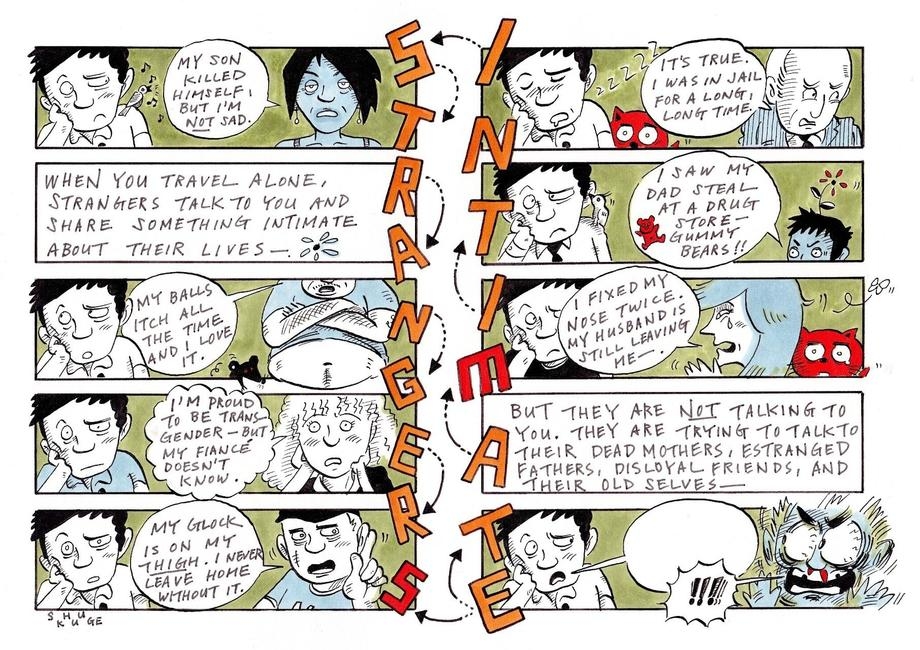 STRANGERS
MY SON
KILLED
HIMSELF;
BUT I'M
NOT SAD.
WHEN YOU TRAVEL ALONE,
STRANGERS TALK TO YOU AND
SHARE SOMETHING INTIMATE
ABOUT THEIR LIVES—
MY BALLS
ITCH ALL
THE TIME
AND I LOVE
IT.
I'M PROUD
TO BE TRANS-
GENDER—BUT
MY FIANCÉ
DOESN'T
KNOW.
MY GLOCK
IS ON MY
THIGH. I NEVER
LEAVE HOME
WITHOUT IT.
S H U
K U GE
INTIMATE
ZZZZZZ
IT'S TRUE.
I WAS IN JAIL
FOR A LONG,
LONG TIME.
I SAW MY
DAD STEAL
AT A DRUG
STORE—
GUMMY
BEARS!!
I FIXED MY
NOSE TWICE.
MY HUSBAND IS
STILL LEAVING
ME—.
BUT THEY ARE NOT TALKING TO
YOU. THEY ARE TRYING TO TALK TO
THEIR DEAD MOTHERS, ESTRANGED
FATHERS, DISLOYAL FRIENDS, AND
THEIR OLD SELVES—
!!!